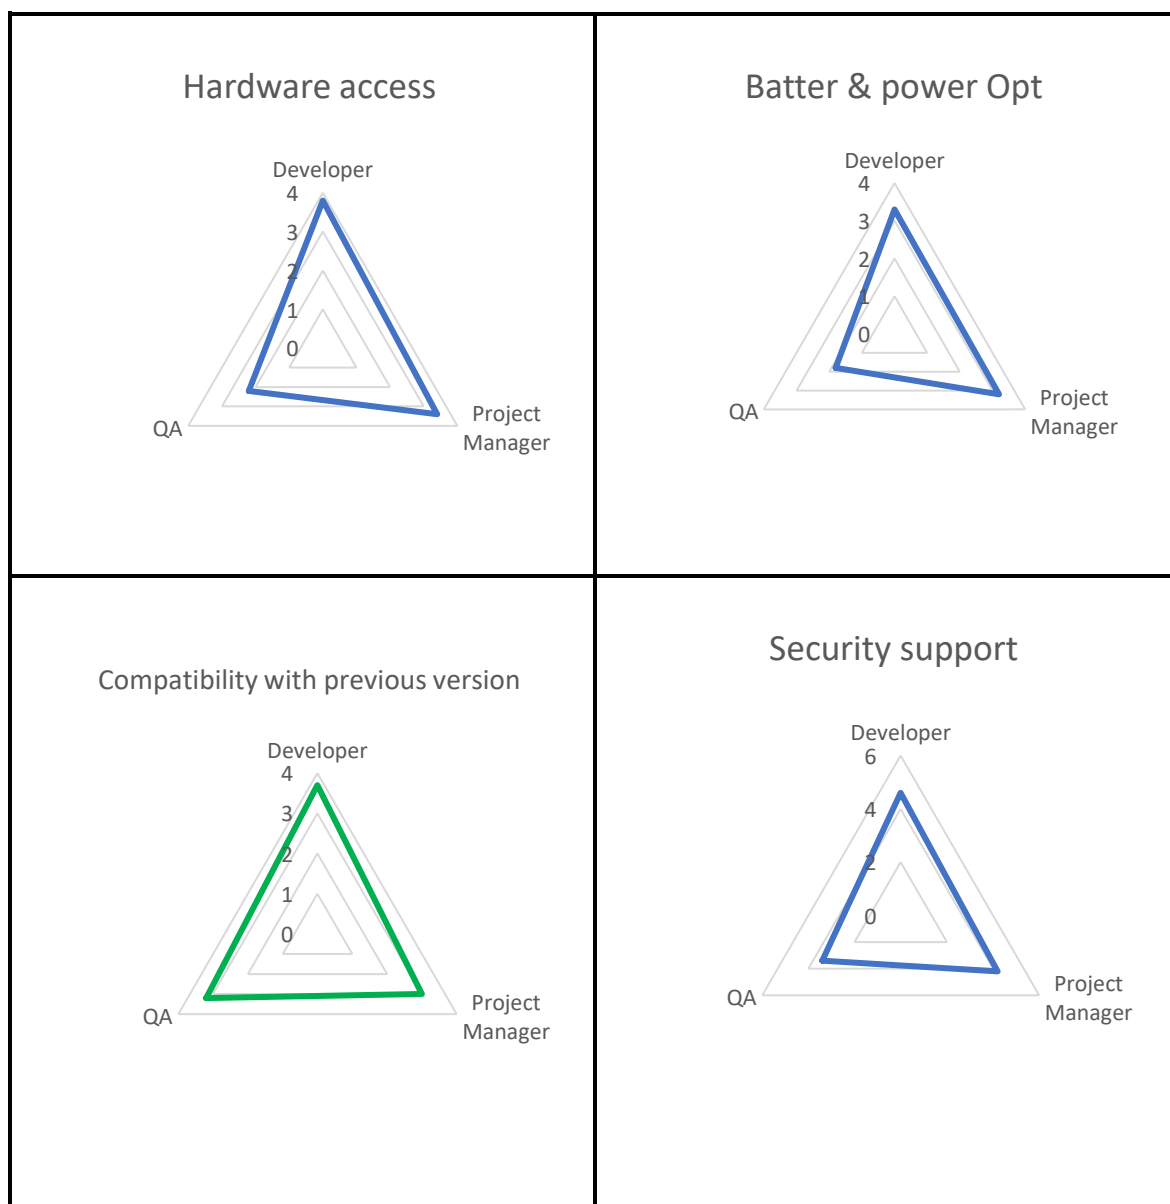 Hardware access
Developer
4
3
2
1
0
QA
Project
Manager
Batter & power Opt
Developer
4
3
2
1
0
QA
Project
Manager
Compatibility with previous version
Developer
4
3
2
1
0
QA
Project
Manager
Security support
Developer
6
4
2
0
QA
Project
Manager